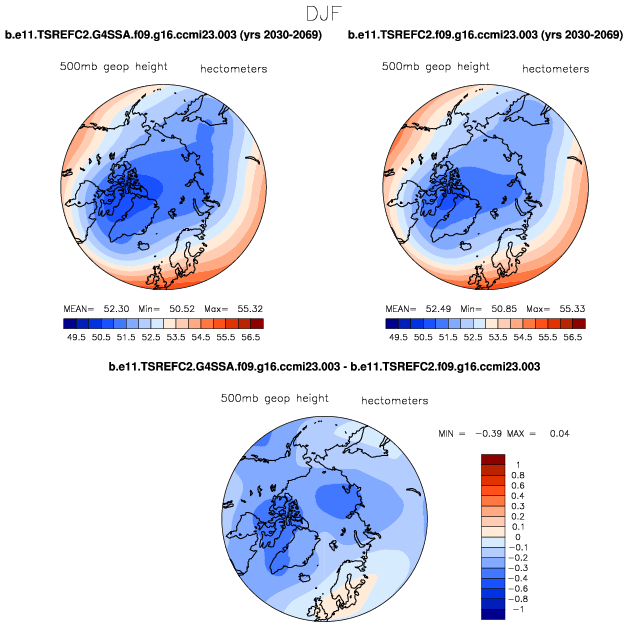 DJF
b.e11.TSREFC2.G4SSA.f09.g16.ccmi23.003 (yrs 2030-2069)
b.e11.TSREFC2.f09.g16.ccmi23.003 (yrs 2030-2069)
500mb geop height hectometers
500mb geop height hectometers
MEAN= 52.30 Min= 50.52 Max= 55.32
MEAN= 52.49 Min= 50.85 Max= 55.33
49.5 50.5 51.5 52.5 53.5 54.5 55.5 56.5
49.5 50.5 51.5 52.5 53.5 54.5 55.5 56.5
b.e11.TSREFC2.G4SSA.f09.g16.ccmi23.003 - b.e11.TSREFC2.f09.g16.ccmi23.003
500mb geop height hectometers
MIN = -0.39 MAX = 0.04
1
0.8
0.6
0.5
0.4
0.3
0.2
0.1
0
-0.1
-0.2
-0.3
-0.4
-0.5
-0.6
-0.8
-1